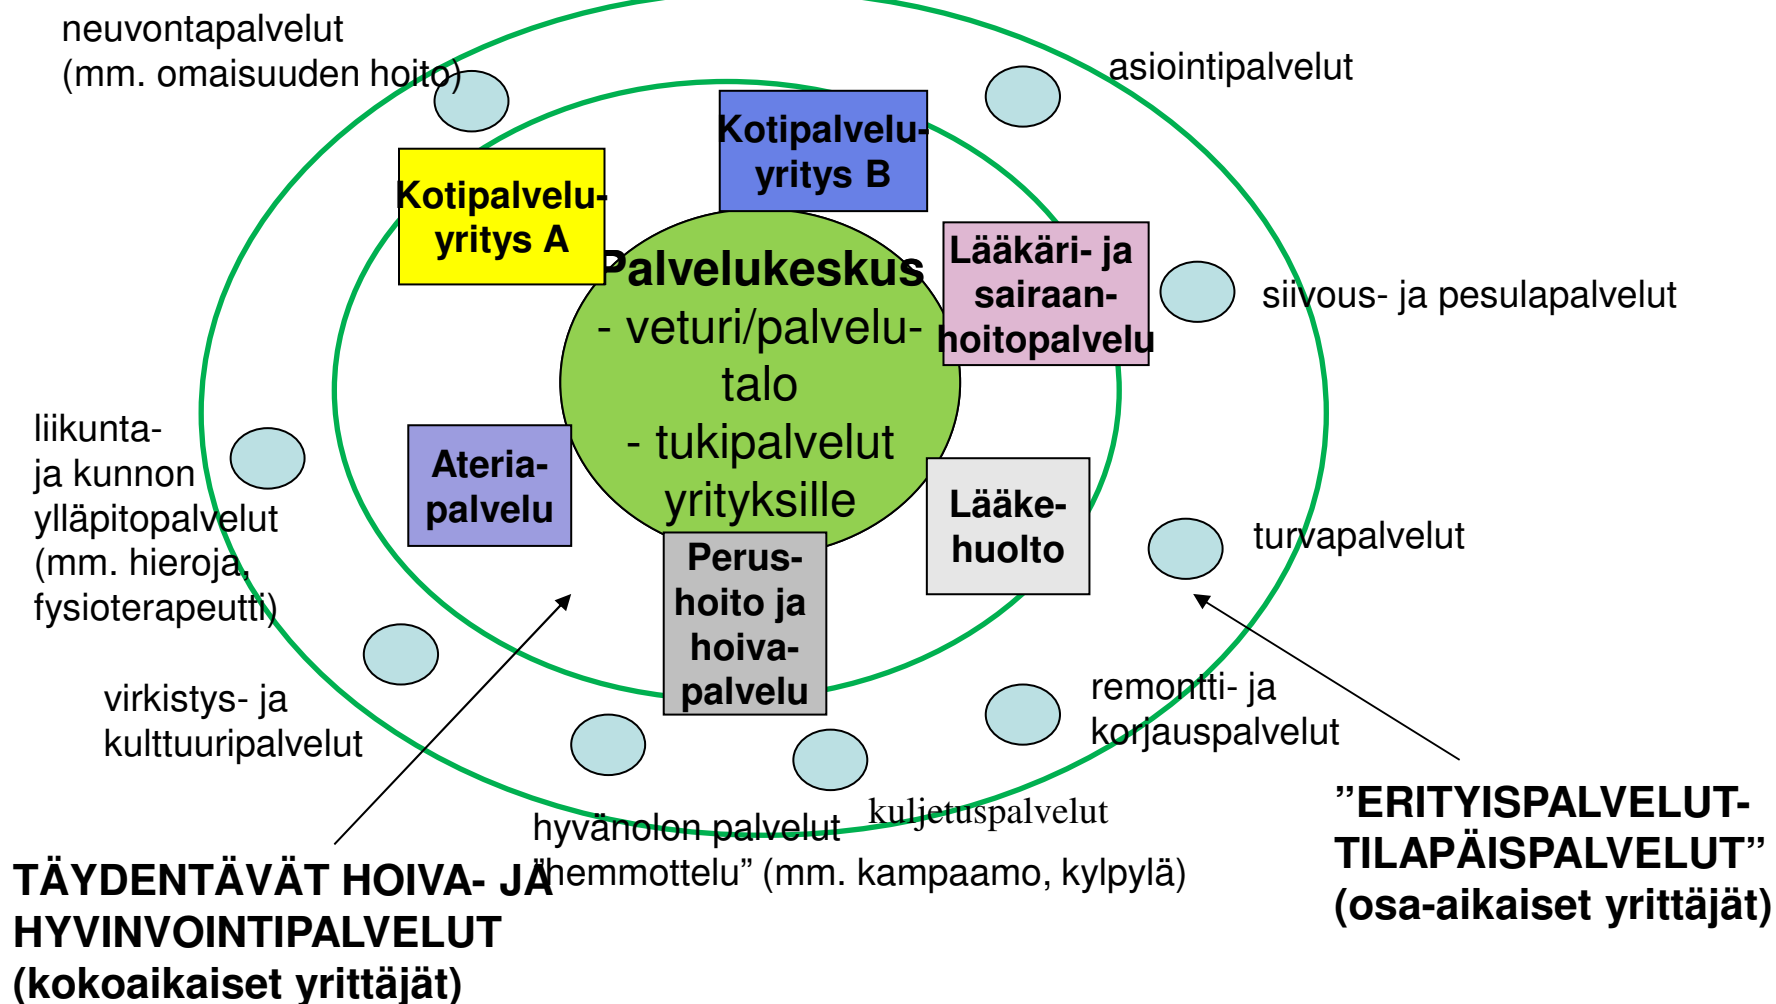 neuvontapalvelut
(mm. omaisuuden hoito)
asiointipalvelut
Kotipalvelu-
yritys B
Kotipalvelu-
yritys A
Lääkäri- ja
sairaan-
hoitopalvelu
Palvelukeskus
- veturi/palvelu-
talo
- tukipalvelut
yrityksille
siivous- ja pesulapalvelut
liikunta-
ja kunnon
ylläpitopalvelut
(mm. hieroja,
fysioterapeutti)
Ateria-
palvelu
Lääke-
huolto
turvapalvelut
Perus-
hoito ja
hoiva-
palvelu
virkistys- ja
kulttuuripalvelut
remontti- ja
korjauspalvelut
kuljetuspalvelut
hyvänolon palvelut
"hemmottelu” (mm. kampaamo, kylpylä)
”ERITYISPALVELUT-
TILAPÄISPALVELUT”
(osa-aikaiset yrittäjät)
TÄYDENTÄVÄT HOIVA- JA
HYVINVOINTIPALVELUT
(kokoaikaiset yrittäjät)